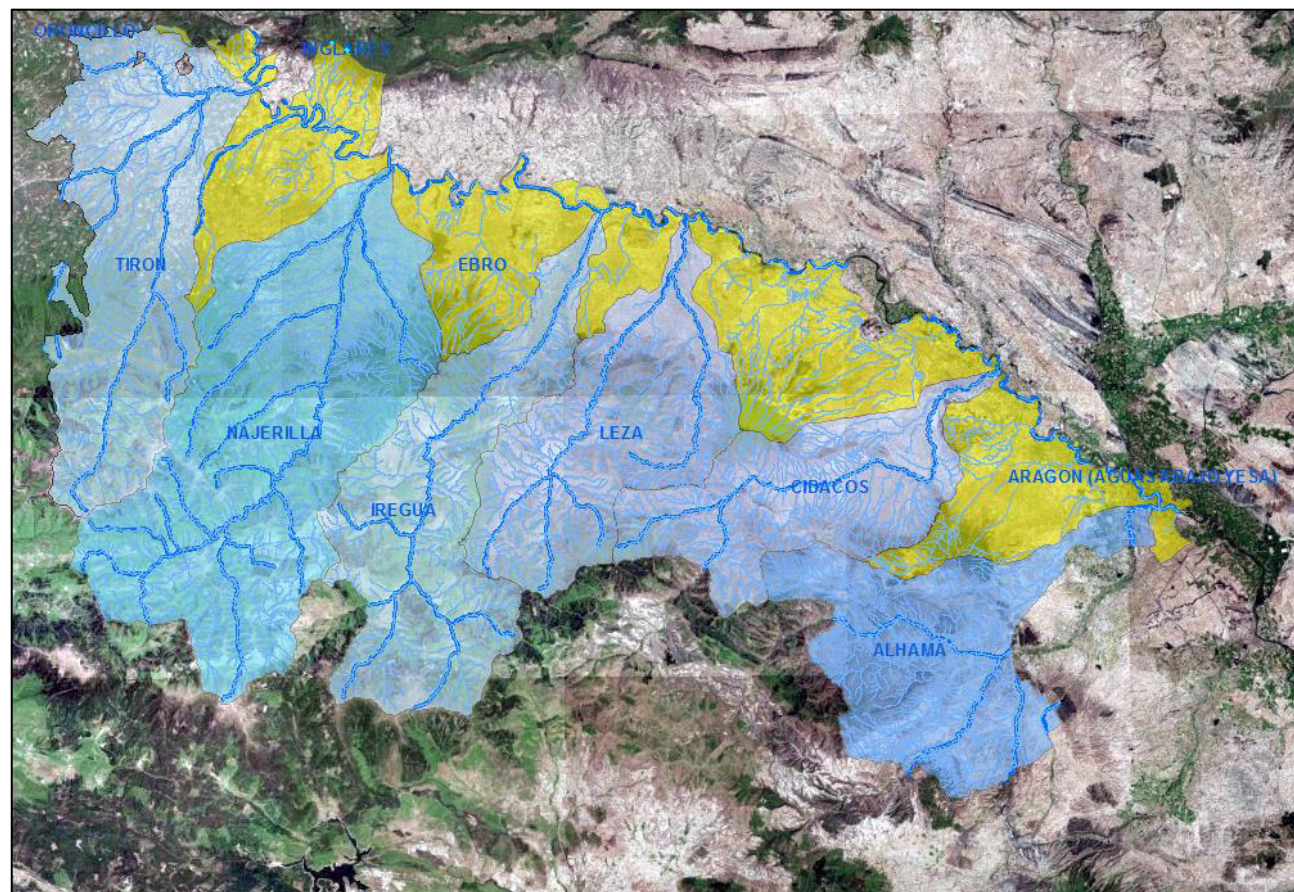 ORONCILLO
INGLARES
TIRON
EBRO
NAJERILLA
LEZA
ARAGON (AGUAS ABAJO YESA)
CIDACOS
IREGUA
ALHAMA